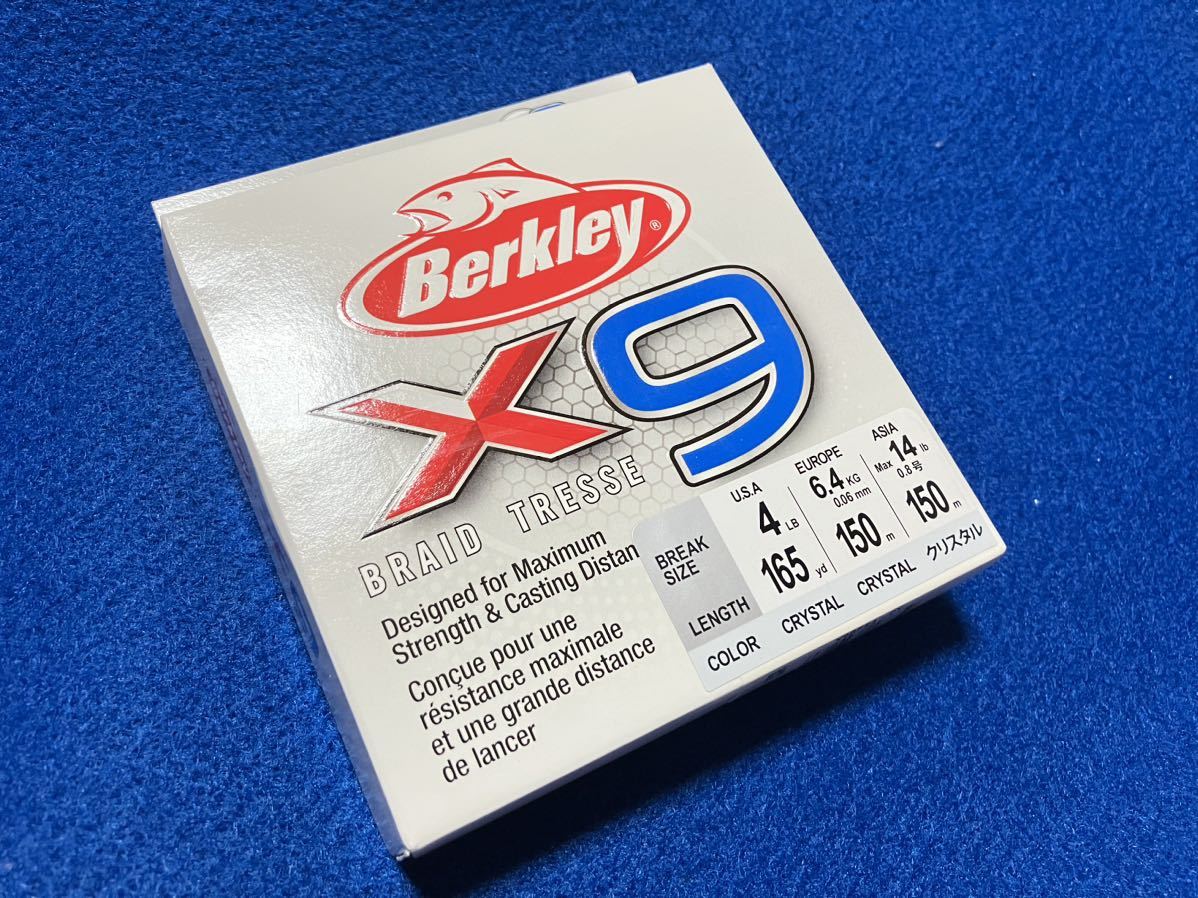 Berkley®
X9
BRAID TRESSE
Designed for Maximum
Strength & Casting Distan
Conçue pour une
résistance maximale
et une grande distance
de lancer
U.S.A EUROPE ASIA
BREAK SIZE 4 LB 6.4 KG 0.06 mm Max 14 lb 0.8号
LENGTH 165 yd 150 m 150 m
COLOR CRYSTAL CRYSTAL クリスタル